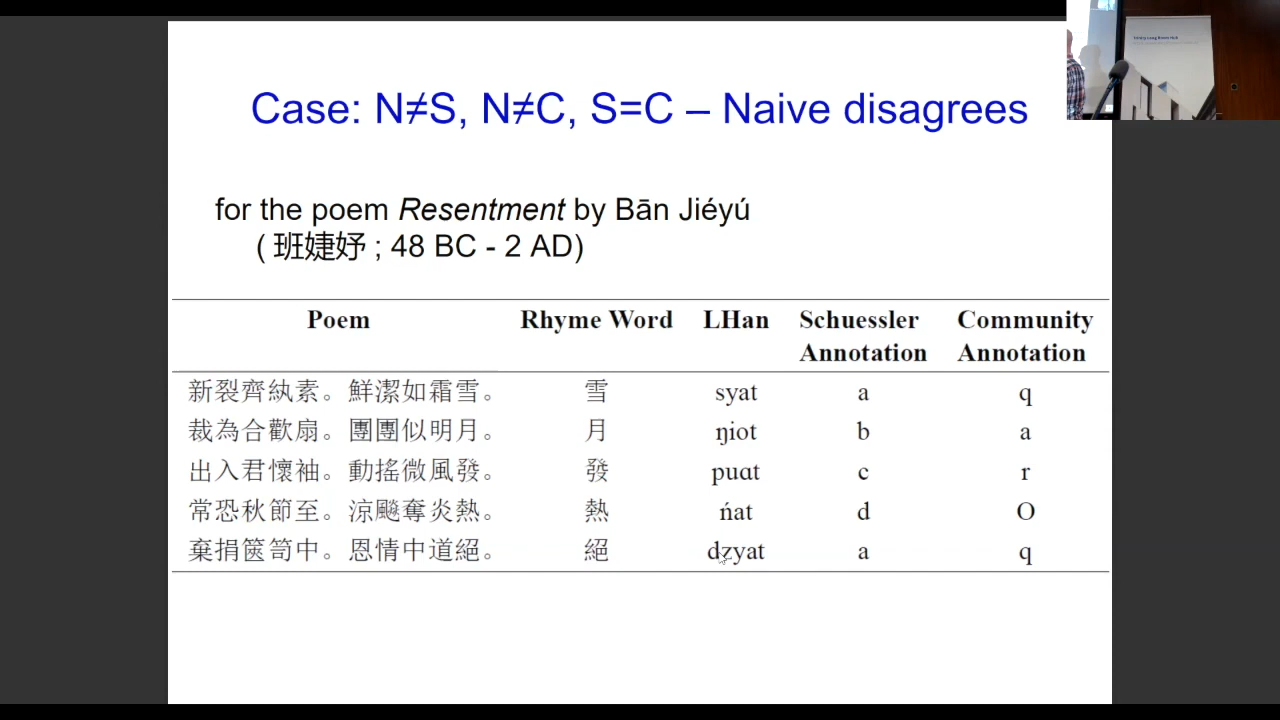 Case: N≠S, N≠C, S=C – Naive disagrees
for the poem Resentment by Bān Jiéyú
( 班婕妤 ; 48 BC - 2 AD)
Poem Rhyme Word LHan Schuessler Annotation Community Annotation
新裂齊紈素。鮮潔如霜雪。 雪 syat a q
裁為合歡扇。團團似明月。 月 ŋiot b a
出入君懷袖。動搖微風發。 發 puɑt c r
常恐秋節至。涼飈奪炎熱。 熱 ńat d O
棄捐篋笥中。恩情中道絕。 絕 dzyat a q